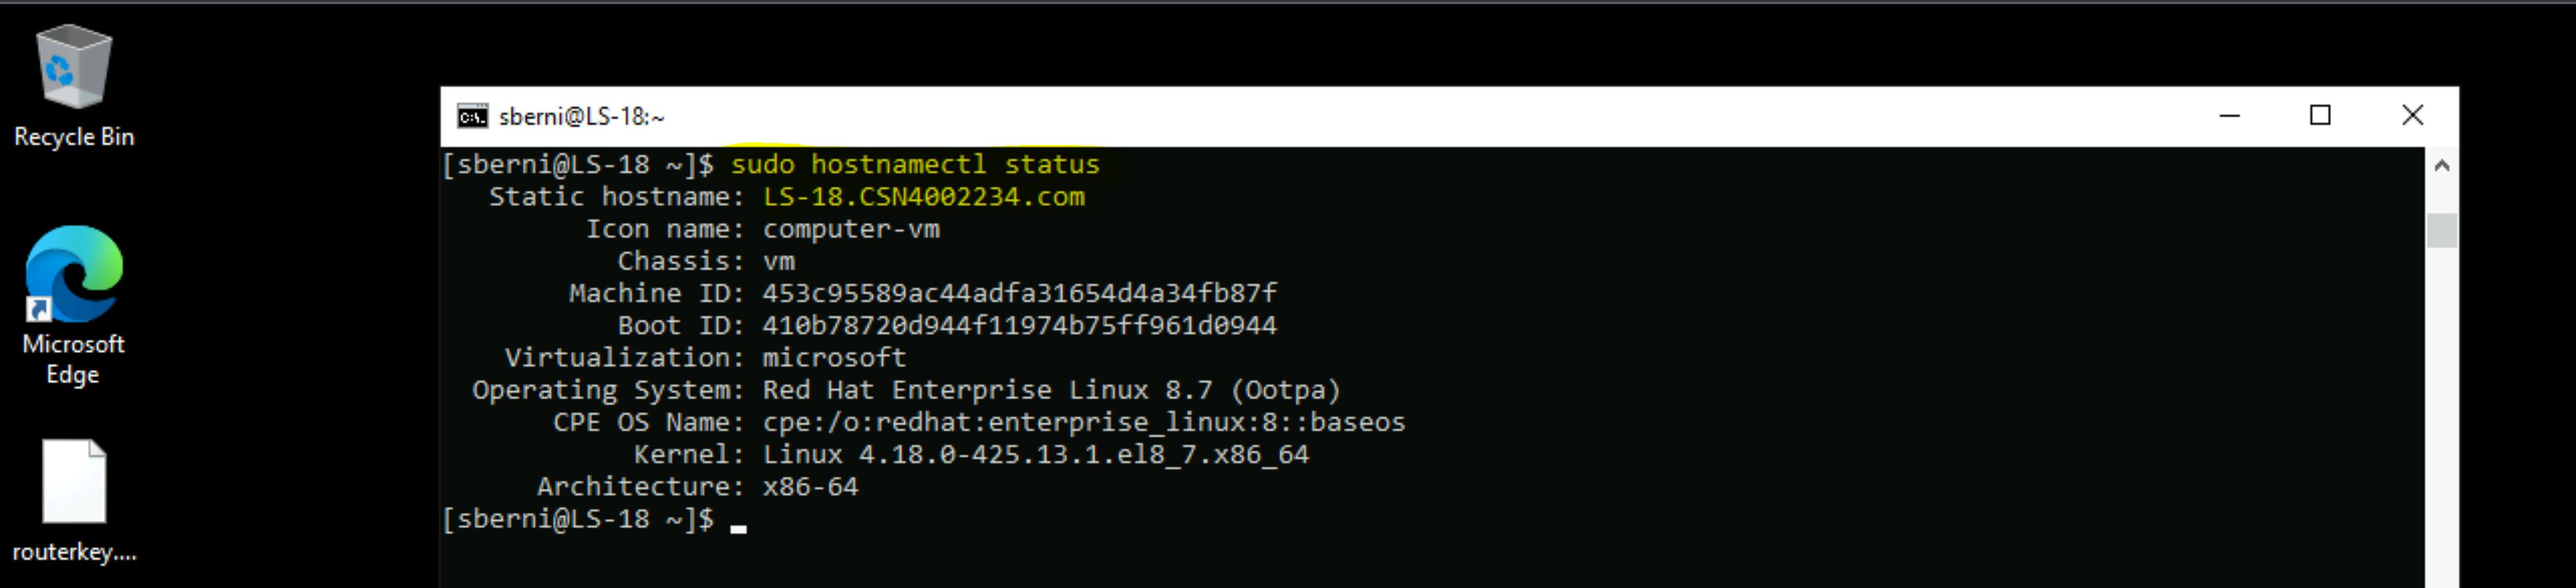 Recycle Bin
Microsoft
Edge
routerkey....
sberni@LS-18:~
[sberni@LS-18 ~]$ sudo hostnamectl status
Static hostname: LS-18.CSN4002234.com
Icon name: computer-vm
Chassis: vm
Machine ID: 453c95589ac44adfa31654d4a34fb87f
Boot ID: 410b78720d944f11974b75ff961d0944
Virtualization: microsoft
Operating System: Red Hat Enterprise Linux 8.7 (Ootpa)
CPE OS Name: cpe:/o:redhat:enterprise_linux:8::baseos
Kernel: Linux 4.18.0-425.13.1.el8_7.x86_64
Architecture: x86-64
[sberni@LS-18 ~]$